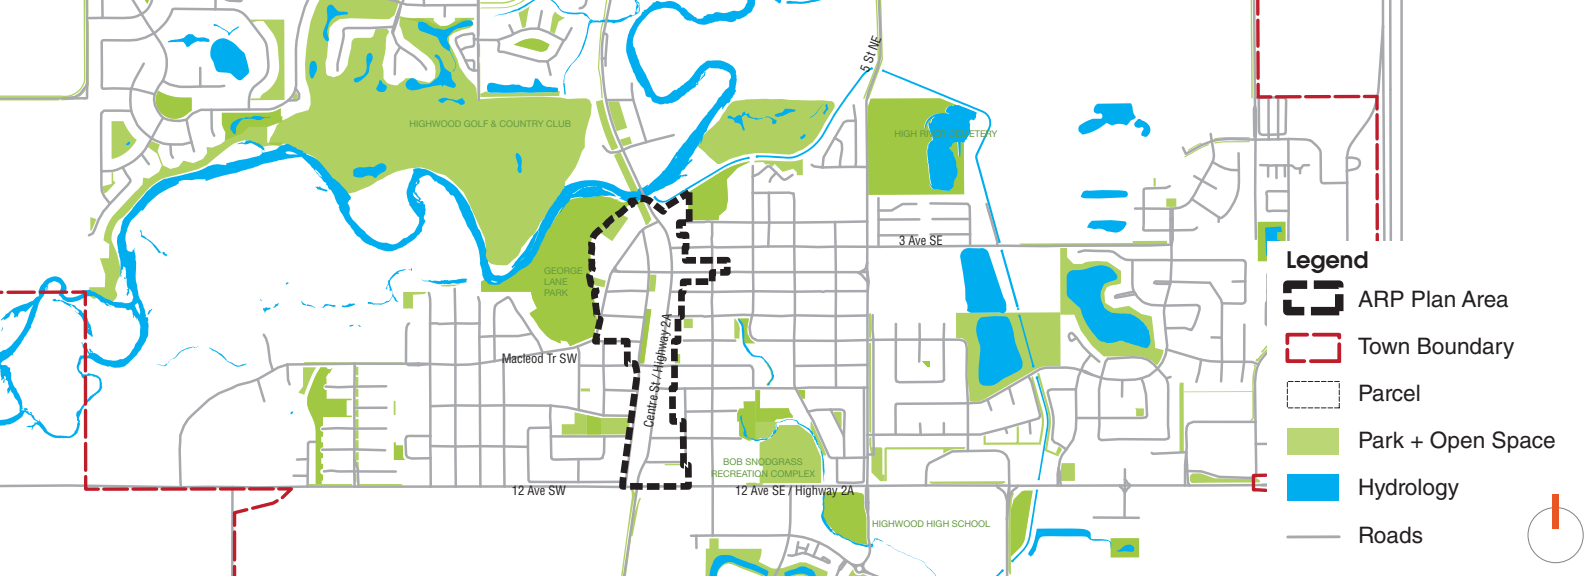 5 St NE
HIGHWOOD GOLF & COUNTRY CLUB
HIGH RIVER CEMETERY
3 Ave SE
GEORGE
LANE
PARK
Macleod Tr SW
Centre St / Highway 2A
BOB SNODGRASS
RECREATION COMPLEX
12 Ave SW
12 Ave SE / Highway 2A
HIGHWOOD HIGH SCHOOL
Legend
ARP Plan Area
Town Boundary
Parcel
Park + Open Space
Hydrology
Roads